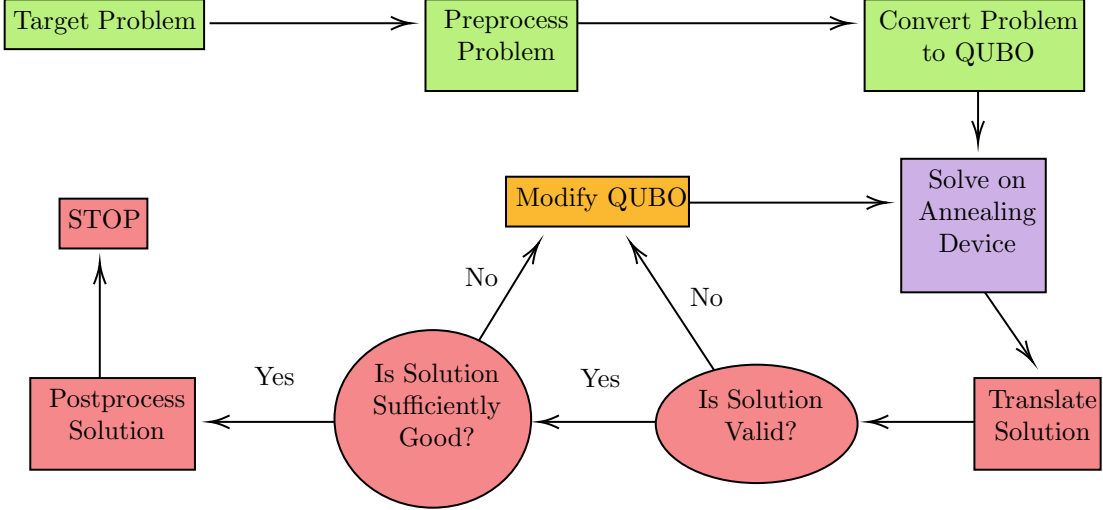 Target Problem
Preprocess
Problem
Convert Problem
to QUBO
Solve on
Annealing
Device
Modify QUBO
STOP
No
No
Yes
Yes
Is Solution
Sufficiently
Good?
Is Solution
Valid?
Translate
Solution
Postprocess
Solution